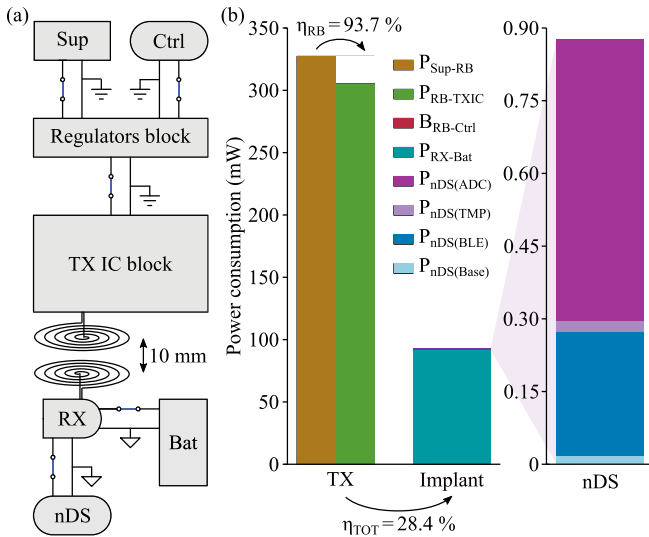 (a)
Sup
Ctrl
Regulators block
TX IC block
10 mm
RX
Bat
nDS
(b)
η_RB = 93.7 %
Power consumption (mW)
350
300
250
200
150
100
50
0
P_Sup-RB
P_RB-TXIC
B_RB-Ctrl
P_RX-Bat
P_nDS(ADC)
P_nDS(TMP)
P_nDS(BLE)
P_nDS(Base)
TX
Implant
η_TOT = 28.4 %
0.90
0.75
0.60
0.45
0.30
0.15
0
nDS